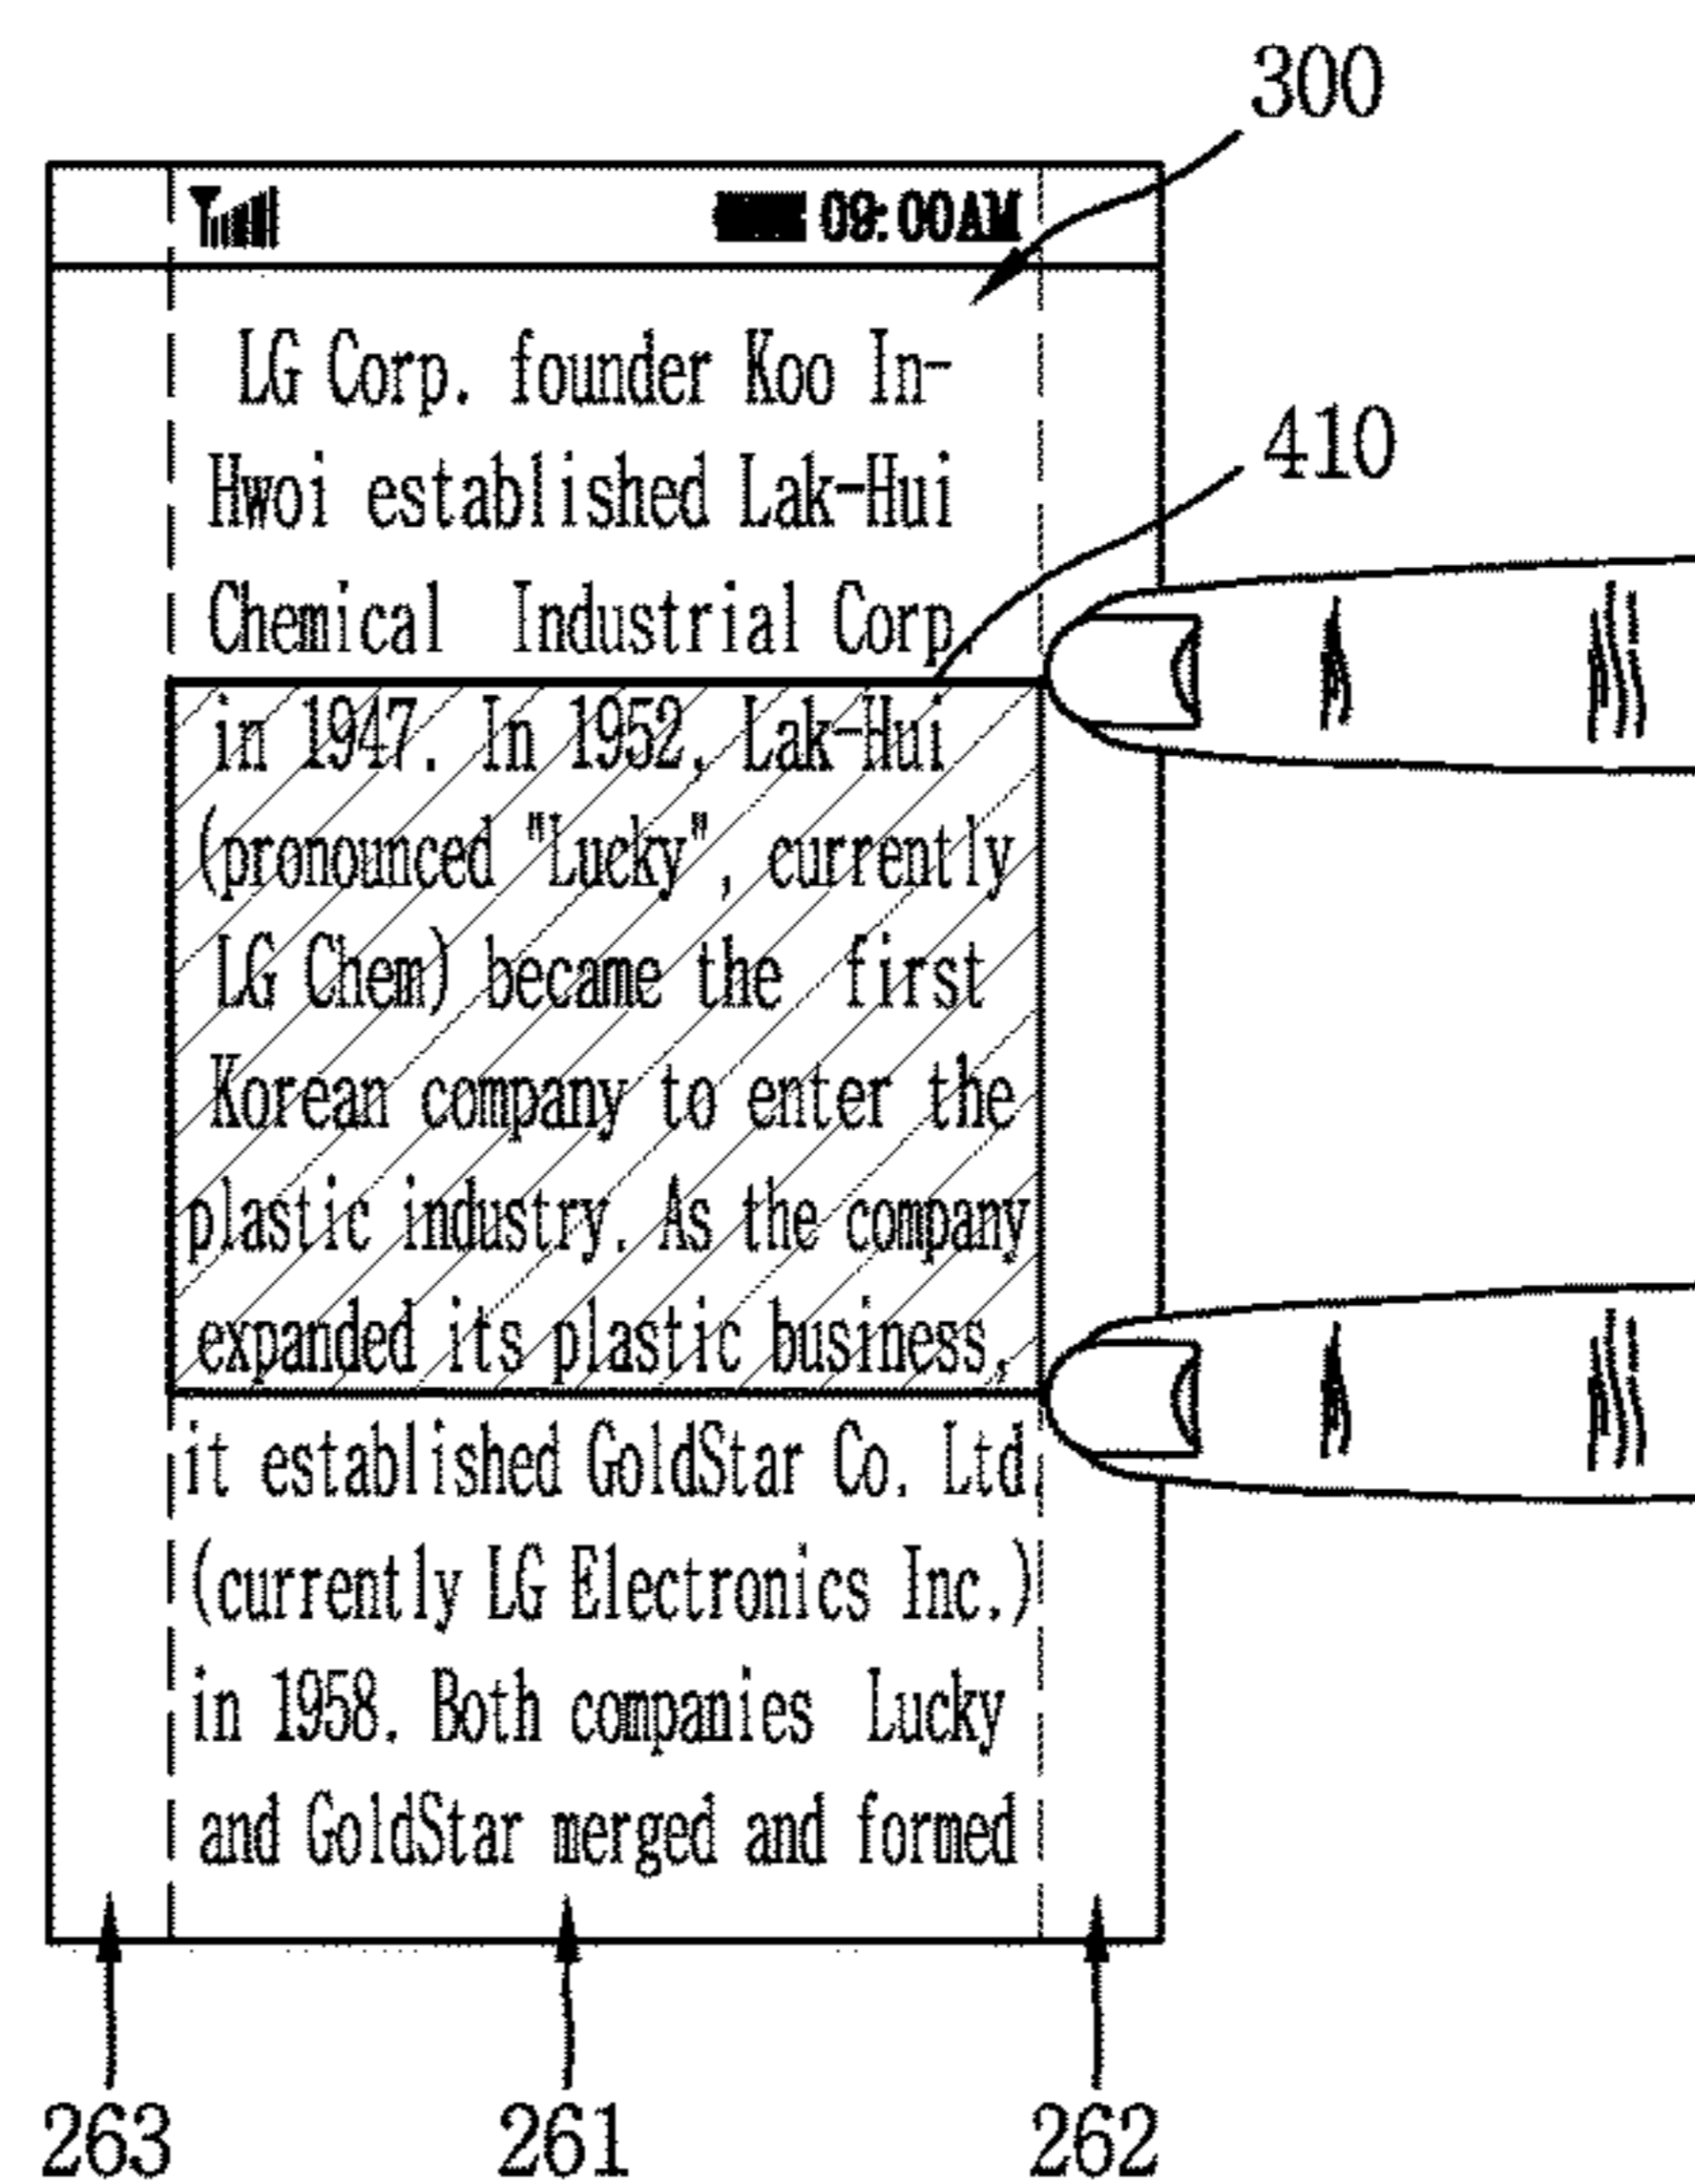 300
09:00AM
LG Corp. founder Koo In-
Hwoi established Lak-Hui
410
Chemical Industrial Corp.
in 1947. In 1952, Lak-Hui
(pronounced "Lucky", currently
LG Chem) became the first
Korean company to enter the
plastic industry. As the company
expanded its plastic business,
it established GoldStar Co. Ltd.
(currently LG Electronics Inc.)
in 1958. Both companies Lucky
and GoldStar merged and formed
263 261 262